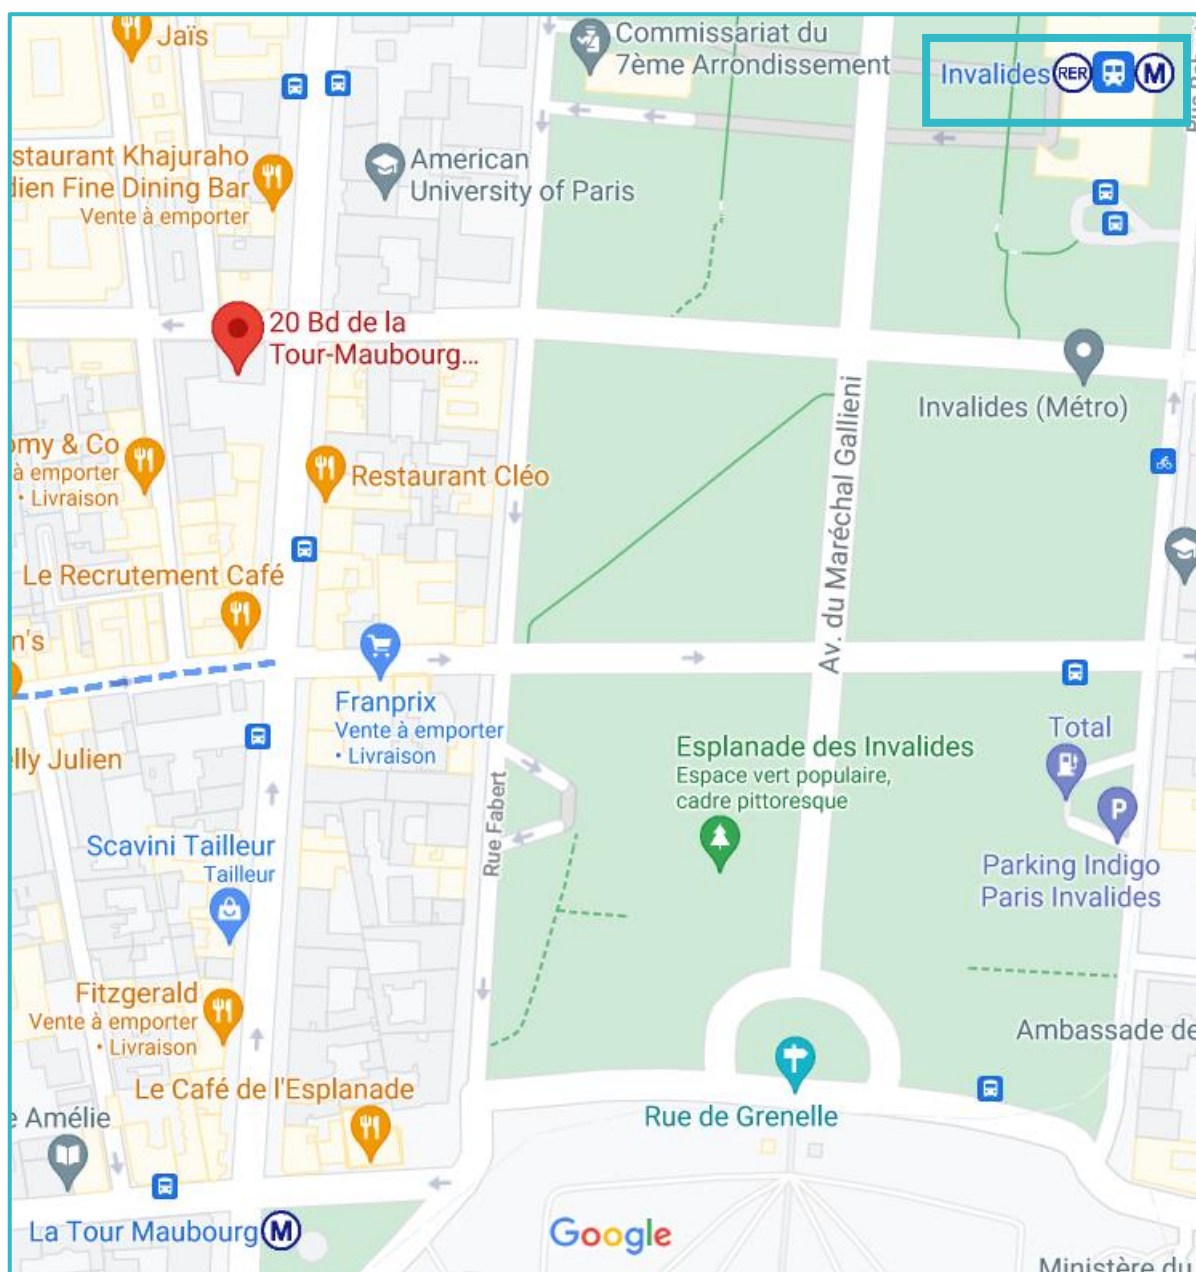 Jaïs
Commissariat du
7ème Arrondissement
Invalides RER M
staurant Khajuraho
dien Fine Dining Bar
Vente à emporter
American
University of Paris
20 Bd de la
Tour-Maubourg...
Invalides (Métro)
omy & Co
à emporter
• Livraison
Restaurant Cléo
Av. du Maréchal Gallieni
Le Recrutement Café
n's
Franprix
Vente à emporter
• Livraison
lly Julien
Esplanade des Invalides
Espace vert populaire,
cadre pittoresque
Total
P
Parking Indigo
Paris Invalides
Rue Fabert
Scavini Tailleur
Tailleur
Fitzgerald
Vente à emporter
• Livraison
Ambassade de
Le Café de l'Esplanade
Rue de Grenelle
Amélie
La Tour Maubourg M
Google
Ministère du